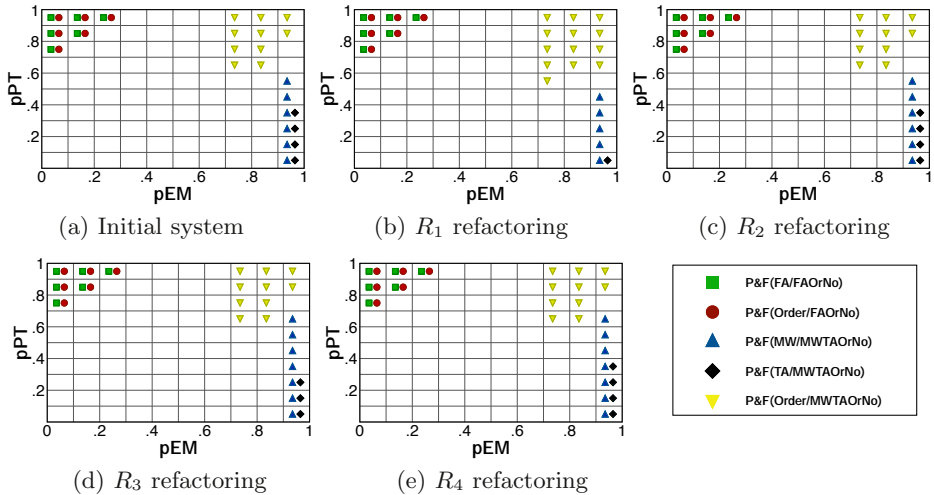 1
.8
.6
pPT
.4
.2
0 .2 .4 .6 .8 1
pEM
(a) Initial system
1
.8
.6
pPT
.4
.2
0 .2 .4 .6 .8 1
pEM
(b) R1 refactoring
1
.8
.6
pPT
.4
.2
0 .2 .4 .6 .8 1
pEM
(c) R2 refactoring
1
.8
.6
pPT
.4
.2
0 .2 .4 .6 .8 1
pEM
(d) R3 refactoring
1
.8
.6
pPT
.4
.2
0 .2 .4 .6 .8 1
pEM
(e) R4 refactoring
P&F(FA/FAOrNo)
P&F(Order/FAOrNo)
P&F(MW/MWTAOrNo)
P&F(TA/MWTAOrNo)
P&F(Order/MWTAOrNo)